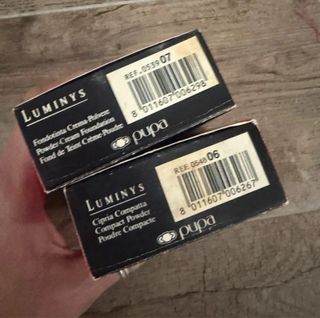 LUMINYS
Fondotinta Crema-Polvere
Powder-Cream Foundation
Fond de Teint Crème Poudre
REF. 0539 07
8 011607 006298
pupa
LUMINYS
Cipria Compatta
Compact Powder
Poudre Compacte
REF. 0540 06
8 011607 006267
pupa